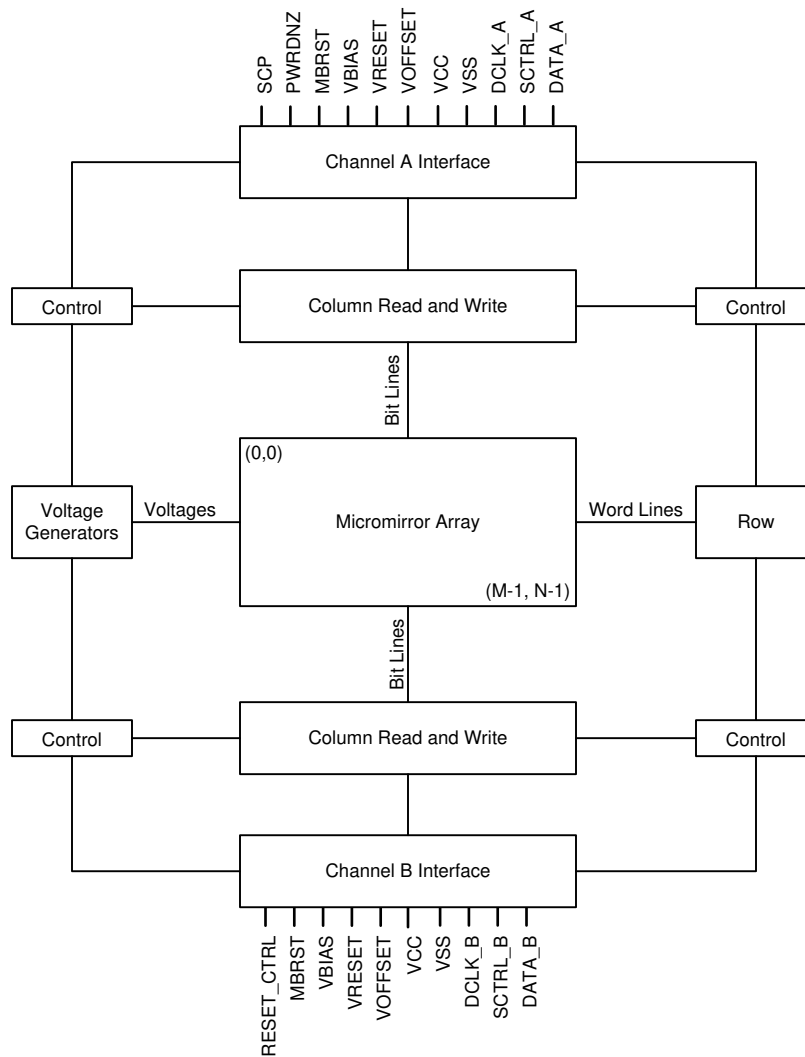 SCP
PWRDNZ
MBRST
VBIAS
VRESET
VOFFSET
VCC
VSS
DCLK_A
SCTRL_A
DATA_A
Channel A Interface
Control
Column Read and Write
Control
Bit Lines
(0,0)
Voltage
Generators
Voltages
Micromirror Array
Word Lines
Row
(M-1, N-1)
Bit Lines
Control
Column Read and Write
Control
Channel B Interface
RESET_CTRL
MBRST
VBIAS
VRESET
VOFFSET
VCC
VSS
DCLK_B
SCTRL_B
DATA_B